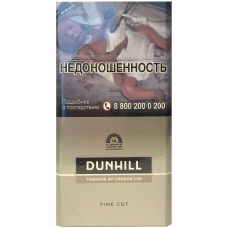 НЕДОНОШЕННОСТЬ
Подробнее
о последствиях
8 800 200 0 200
DUNHILL
TOBACCO OF LONDON LTD
FINE CUT